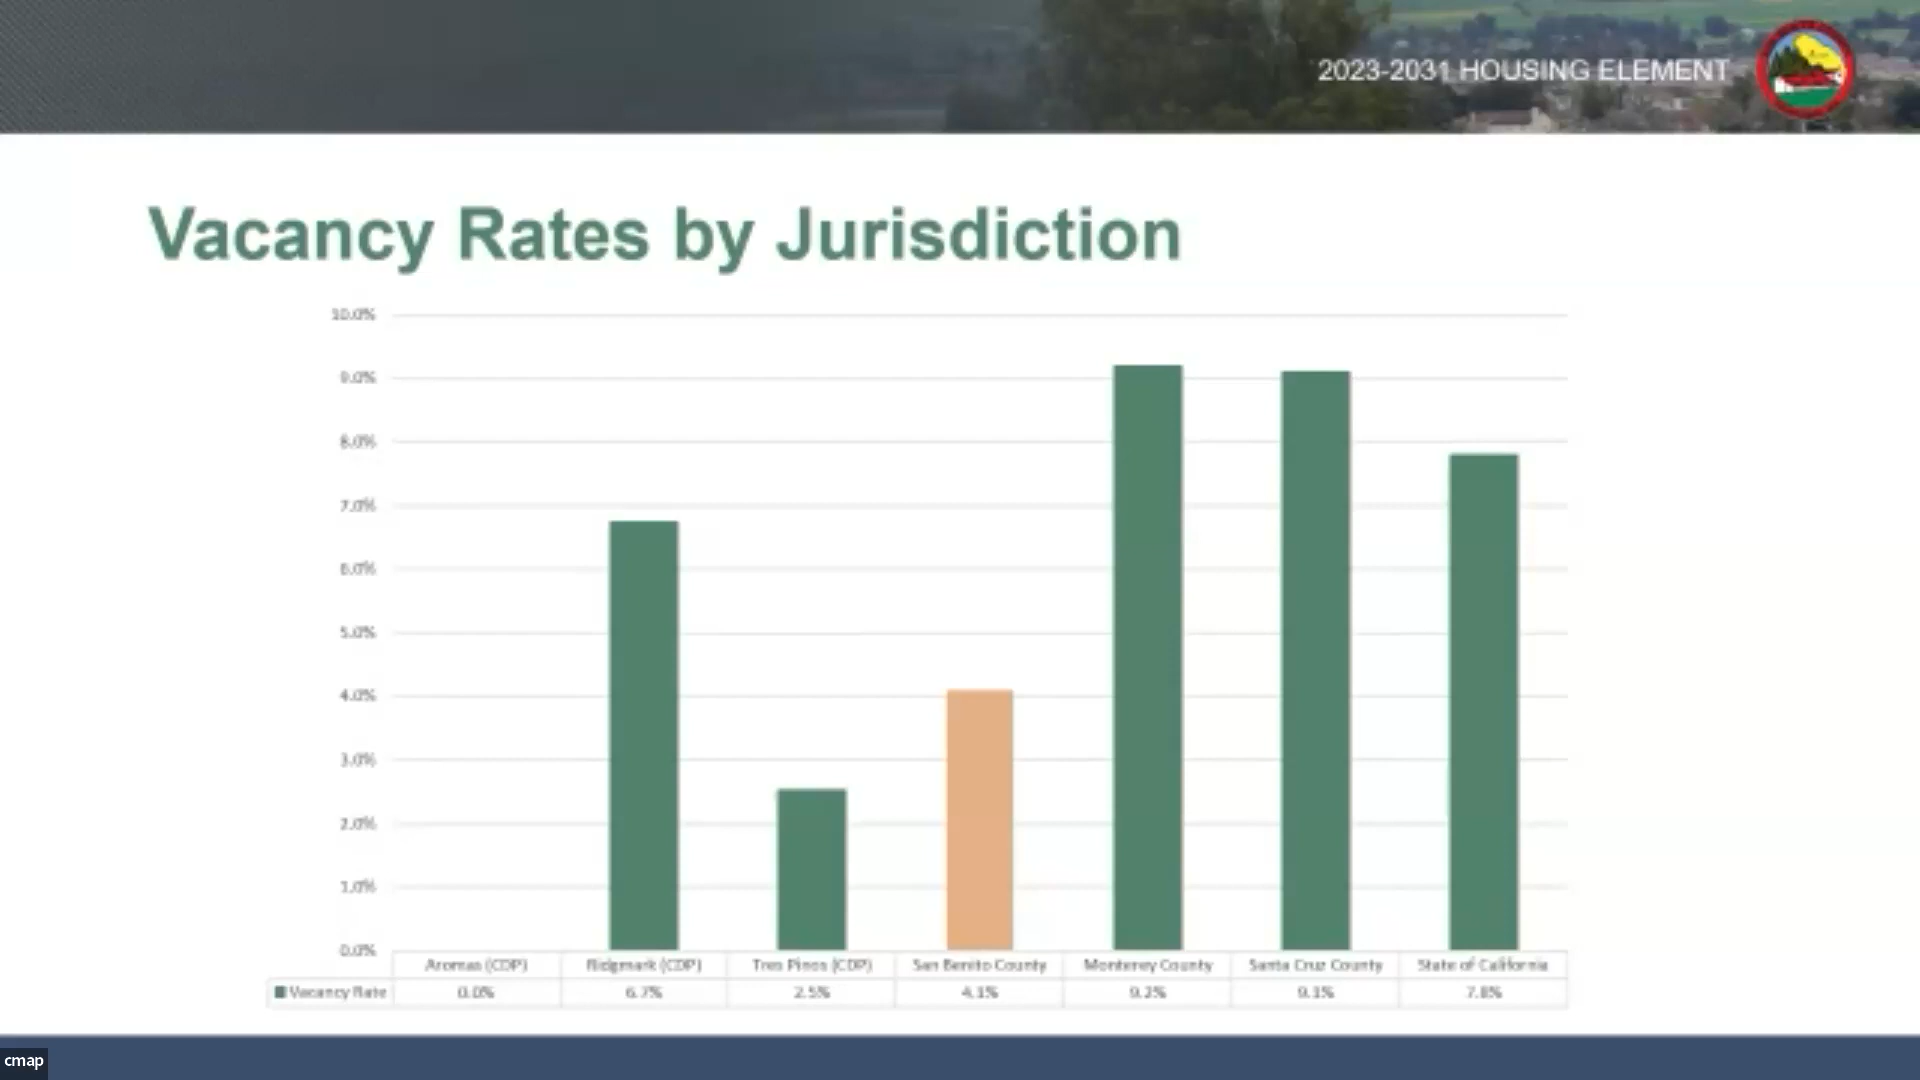 2023-2031 HOUSING ELEMENT
Vacancy Rates by Jurisdiction
10.0%
9.0%
8.0%
7.0%
6.0%
5.0%
4.0%
3.0%
2.0%
1.0%
0.0%
Aromas (CDP) Ridgmark (CDP) Tres Pinos (CDP) San Benito County Monterey County Santa Cruz County State of California
Vacancy Rate 0.0% 6.7% 2.5% 4.1% 9.2% 9.1% 7.8%
cmap